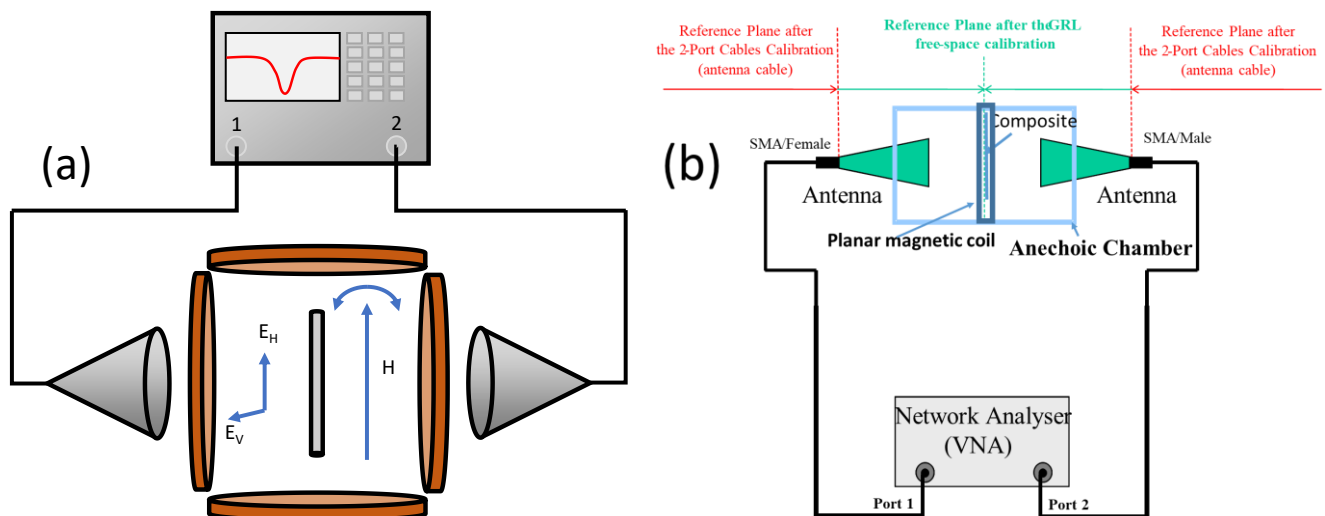 (a)
1
2
E_H
E_V
H
(b)
Reference Plane after
the 2-Port Cables Calibration
(antenna cable)
Reference Plane after the GRL
free-space calibration
Reference Plane after
the 2-Port Cables Calibration
(antenna cable)
SMA/Female
Composite
SMA/Male
Antenna
Antenna
Planar magnetic coil
Anechoic Chamber
Network Analyser
(VNA)
Port 1
Port 2